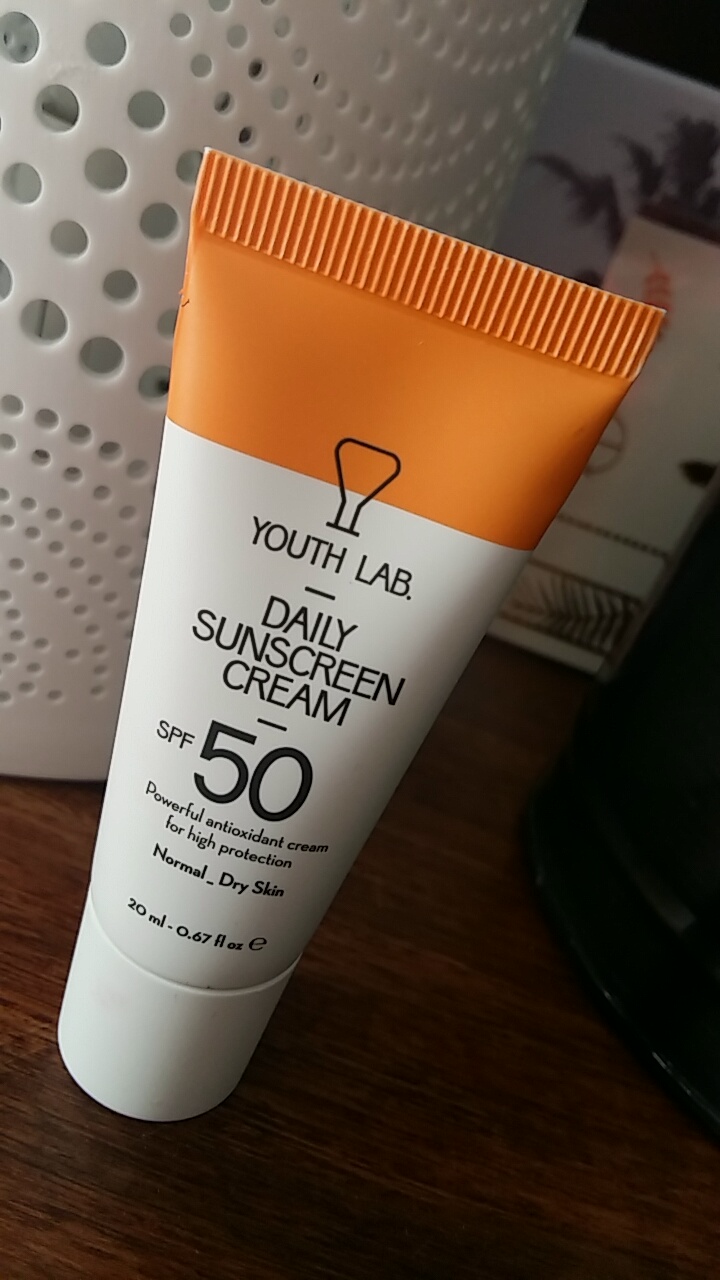 YOUTH LAB.
DAILY
SUNSCREEN
CREAM
SPF 50
Powerful antioxidant cream
for high protection
Normal_Dry Skin
20 ml - 0.67 fl oz ℮